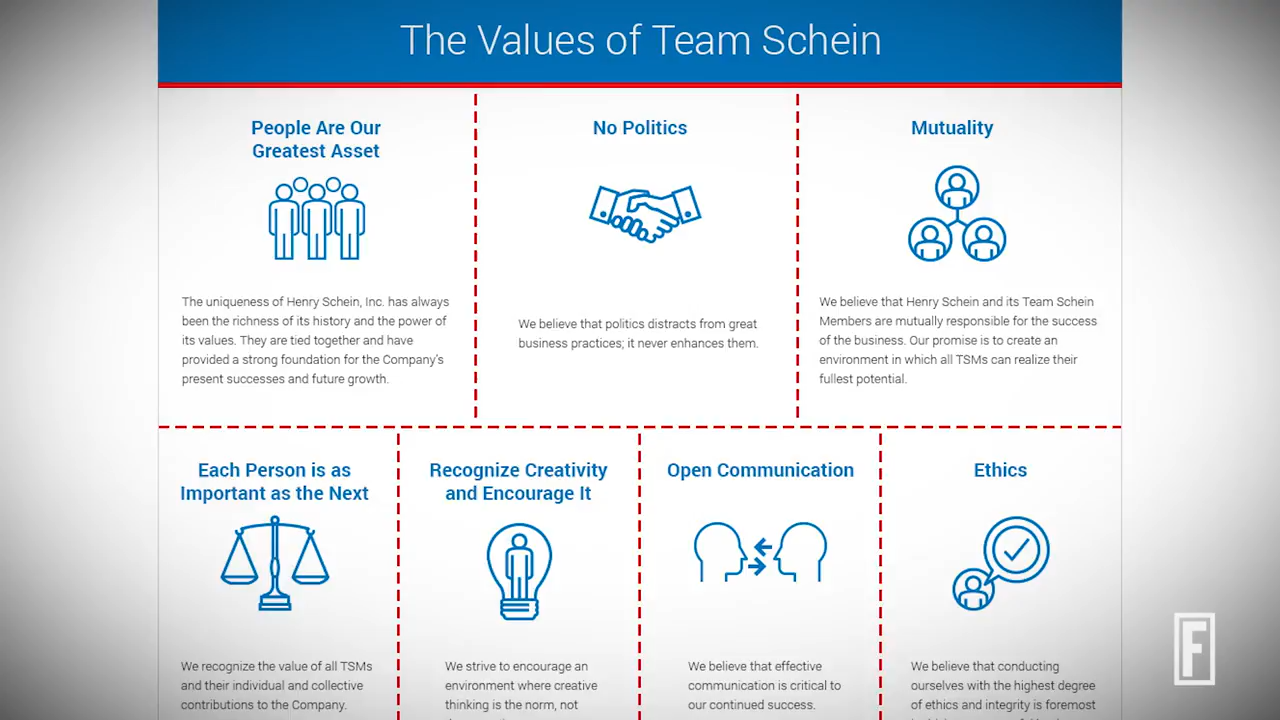 The Values of Team Schein
People Are Our
Greatest Asset
The uniqueness of Henry Schein, Inc. has always
been the richness of its history and the power of
its values. They are tied together and have
provided a strong foundation for the Company's
present successes and future growth.
No Politics
We believe that politics distracts from great
business practices; it never enhances them.
Mutuality
We believe that Henry Schein and its Team Schein
Members are mutually responsible for the success
of the business. Our promise is to create an
environment in which all TSMs can realize their
fullest potential.
Each Person is as
Important as the Next
We recognize the value of all TSMs
and their individual and collective
contributions to the Company.
Recognize Creativity
and Encourage It
We strive to encourage an
environment where creative
thinking is the norm, not
Open Communication
We believe that effective
communication is critical to
our continued success.
Ethics
We believe that conducting
ourselves with the highest degree
of ethics and integrity is foremost
F